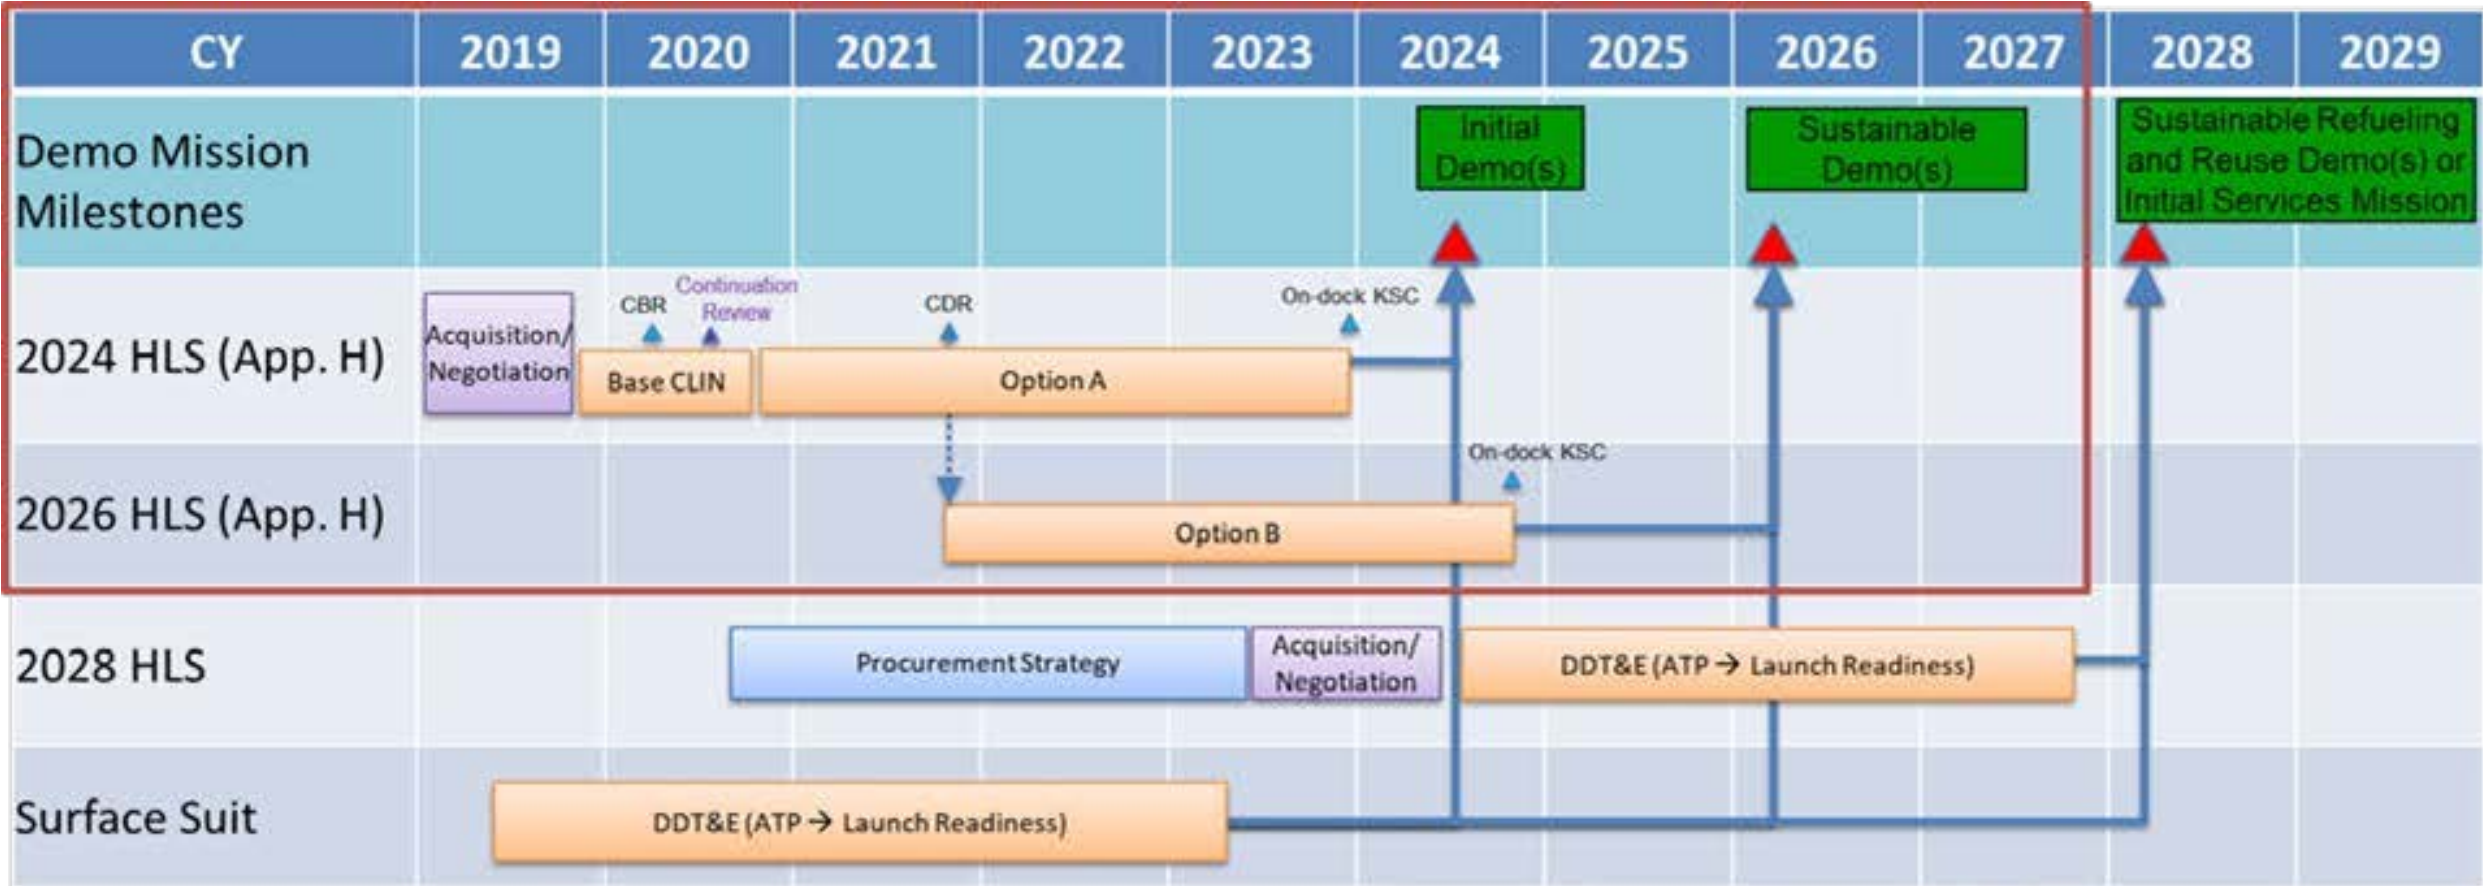 CY 2019 2020 2021 2022 2023 2024 2025 2026 2027 2028 2029
Demo Mission
Milestones
Initial
Demo(s)
Sustainable
Demo(s)
Sustainable Refueling
and Reuse Demo(s) or
Initial Services Mission
2024 HLS (App. H)
Acquisition/
Negotiation
CBR
Continuation
Review
CDR
On-dock KSC
Base CLIN
Option A
2026 HLS (App. H)
On-dock KSC
Option B
2028 HLS
Procurement Strategy
Acquisition/
Negotiation
DDT&E (ATP → Launch Readiness)
Surface Suit
DDT&E (ATP → Launch Readiness)